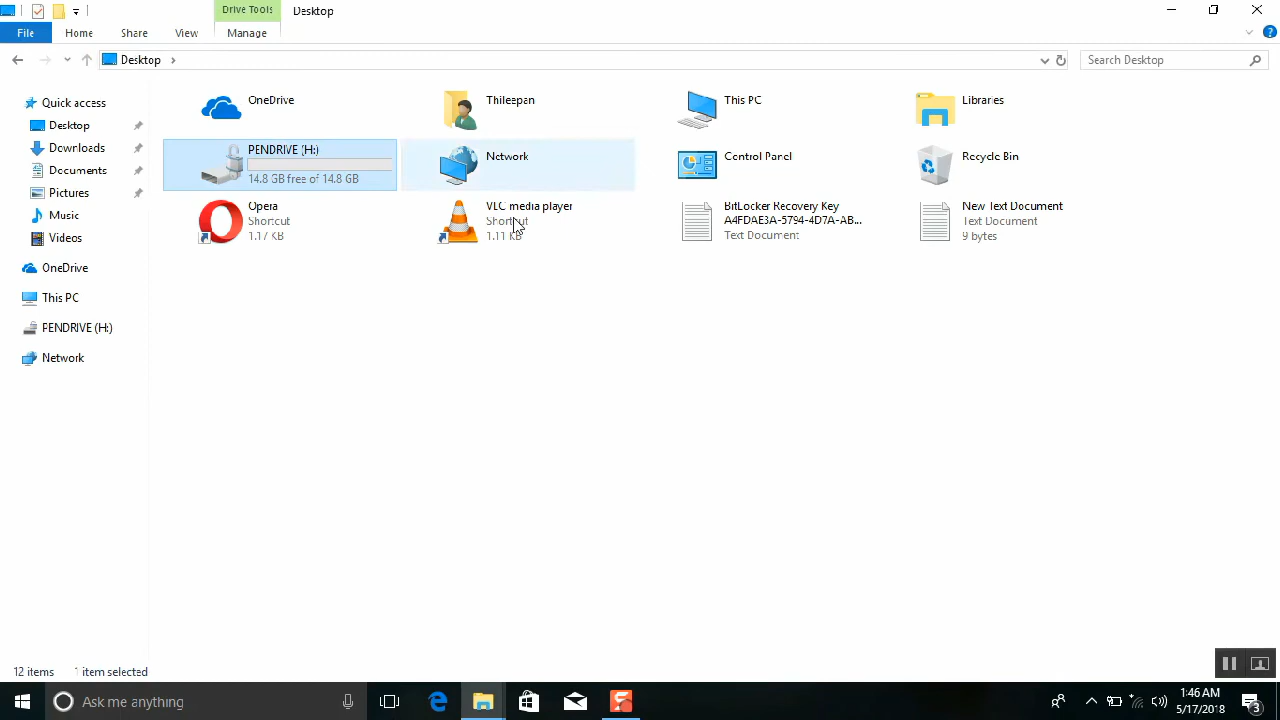 Drive Tools
Desktop
File
Home
Share
View
Manage
Desktop
Search Desktop
Quick access
Desktop
Downloads
Documents
Pictures
Music
Videos
OneDrive
This PC
PENDRIVE (H:)
Network
OneDrive
Thileepan
This PC
Libraries
PENDRIVE (H:)
14.8 GB free of 14.8 GB
Network
Control Panel
Recycle Bin
Opera
Shortcut
1.17 KB
VLC media player
Shortcut
1.11 KB
BitLocker Recovery Key
A4FDAE3A-5794-4D7A-AB...
Text Document
New Text Document
Text Document
9 bytes
12 items
1 item selected
Ask me anything
1:46 AM
5/17/2018
3